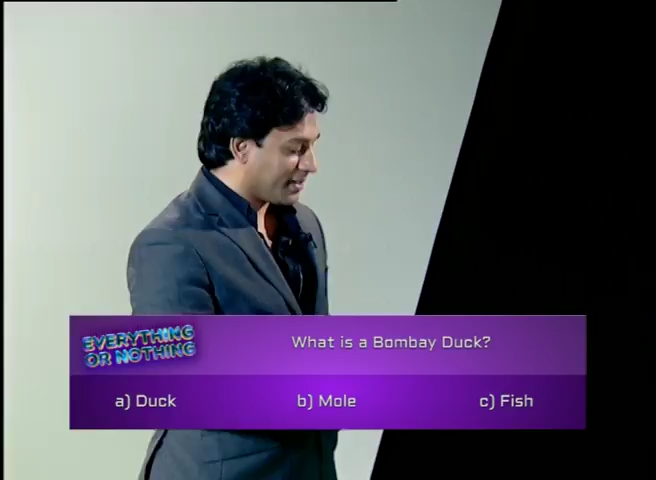 EVERYTHING
OR NOTHING
What is a Bombay Duck?
a) Duck
b) Mole
c) Fish